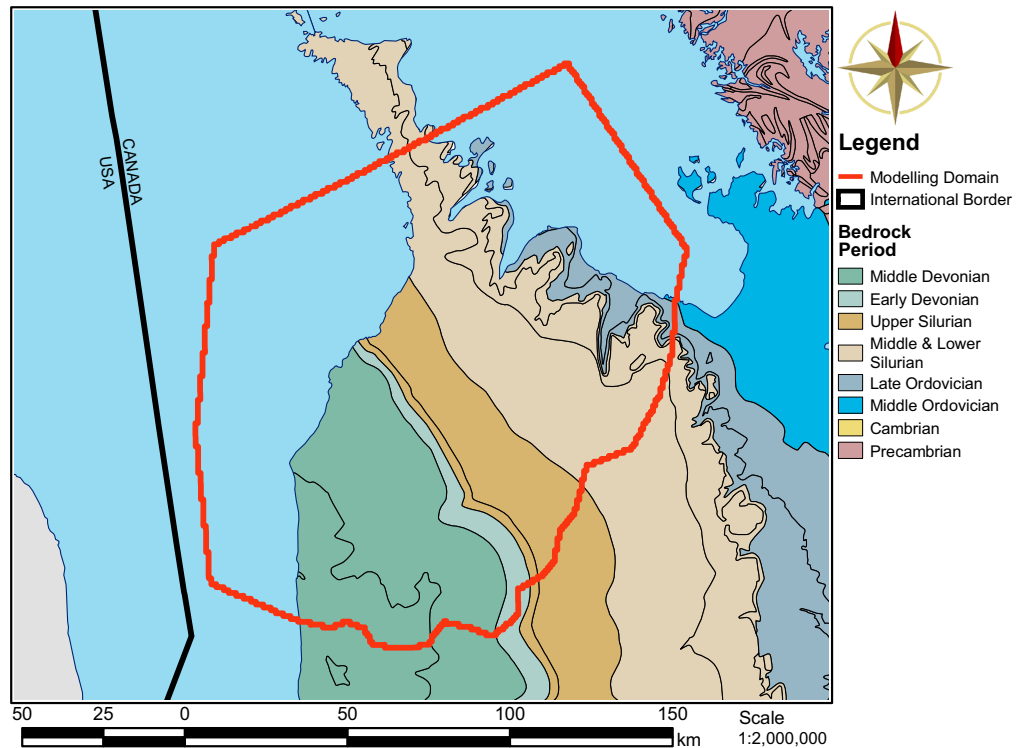 CANADA
USA
Legend
Modelling Domain
International Border
Bedrock
Period
Middle Devonian
Early Devonian
Upper Silurian
Middle & Lower
Silurian
Late Ordovician
Middle Ordovician
Cambrian
Precambrian
50 25 0 50 100 150
km
Scale
1:2,000,000